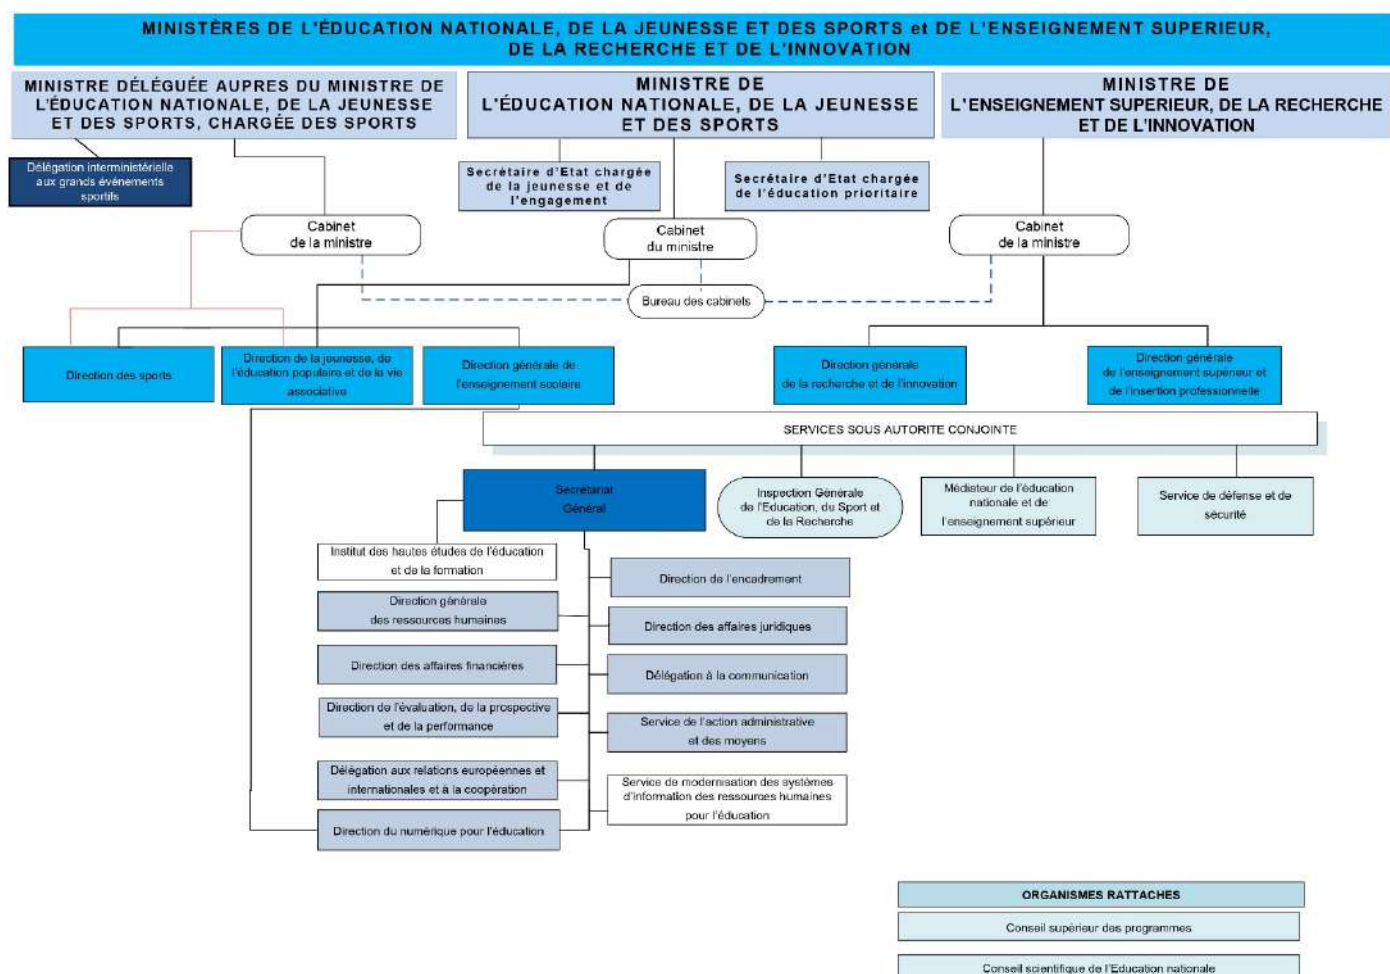 MINISTÈRES DE L'ÉDUCATION NATIONALE, DE LA JEUNESSE ET DES SPORTS et DE L'ENSEIGNEMENT SUPERIEUR,
DE LA RECHERCHE ET DE L'INNOVATION
MINISTRE DÉLÉGUÉE AUPRES DU MINISTRE DE
L'ÉDUCATION NATIONALE, DE LA JEUNESSE
ET DES SPORTS, CHARGÉE DES SPORTS
MINISTRE DE
L'ÉDUCATION NATIONALE, DE LA JEUNESSE
ET DES SPORTS
MINISTRE DE
L'ENSEIGNEMENT SUPERIEUR, DE LA RECHERCHE
ET DE L'INNOVATION
Délégation interministérielle
aux grands événements
sportifs
Secrétaire d'Etat chargée
de la jeunesse et de
l'engagement
Secrétaire d'Etat chargée
de l'éducation prioritaire
Cabinet
de la ministre
Cabinet
du ministre
Cabinet
de la ministre
Bureau des cabinets
Direction des sports
Direction de la jeunesse, de
l'éducation populaire et de la vie
associative
Direction générale de
l'enseignement scolaire
Direction générale
de la recherche et de l'innovation
Direction générale
de l'enseignement supérieur et
de l'insertion professionnelle
SERVICES SOUS AUTORITE CONJOINTE
Secrétariat
Général
Inspection Générale
de l'Education, du Sport et
de la Recherche
Médiateur de l'éducation
nationale et de
l'enseignement supérieur
Service de défense et de
sécurité
Institut des hautes études de l'éducation
et de la formation
Direction de l'encadrement
Direction générale
des ressources humaines
Direction des affaires juridiques
Direction des affaires financières
Délégation à la communication
Direction de l'évaluation, de la prospective
et de la performance
Service de l'action administrative
et des moyens
Délégation aux relations européennes et
internationales et à la coopération
Service de modernisation des systèmes
d'information des ressources humaines
pour l'éducation
Direction du numérique pour l'éducation
ORGANISMES RATTACHES
Conseil supérieur des programmes
Conseil scientifique de l'Education nationale